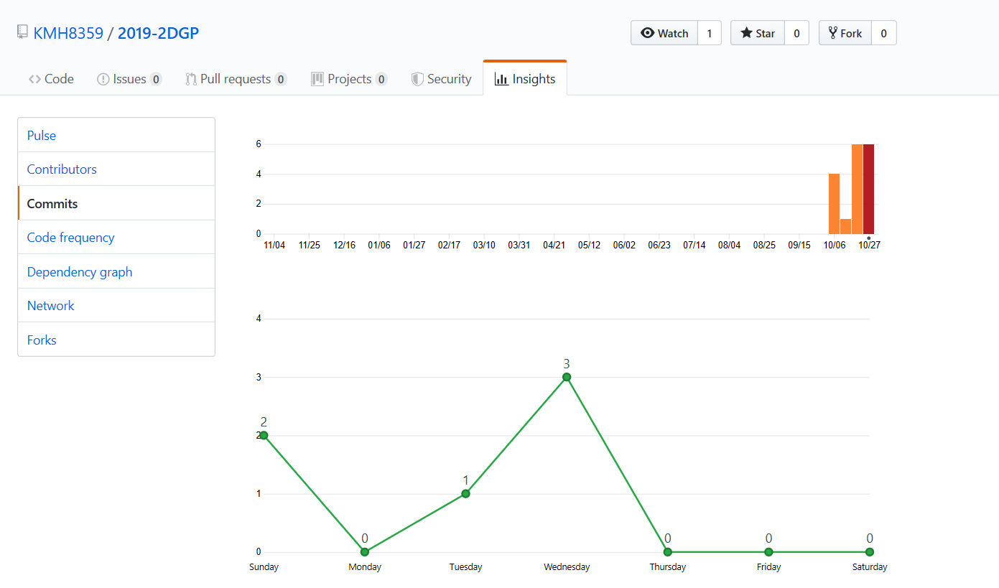 KMH8359 / 2019-2DGP
Watch 1 Star 0 Fork 0
Code Issues 0 Pull requests 0 Projects 0 Security Insights
Pulse
Contributors
Commits
Code frequency
Dependency graph
Network
Forks
6
4
2
0
11/04 11/25 12/16 01/06 01/27 02/17 03/10 03/31 04/21 05/12 06/02 06/23 07/14 08/04 08/25 09/15 10/06 10/27
4
3
3
2
2
1
1
0
0 0 0 0
Sunday Monday Tuesday Wednesday Thursday Friday Saturday